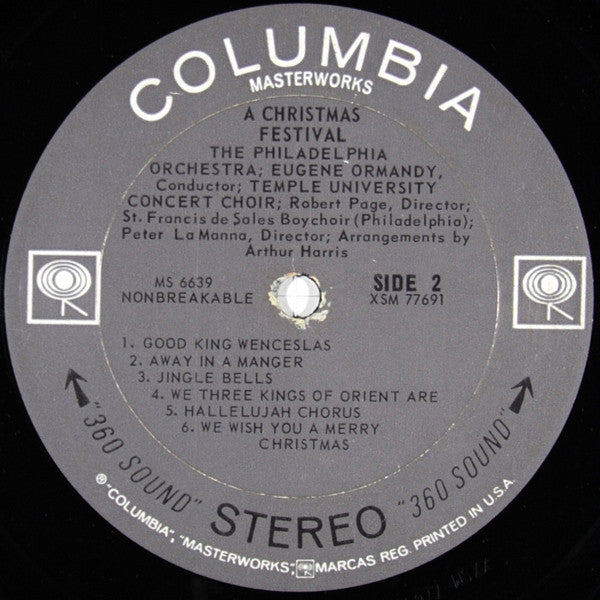 COLUMBIA
MASTERWORKS
A CHRISTMAS
FESTIVAL
THE PHILADELPHIA
ORCHESTRA; EUGENE ORMANDY,
Conductor; TEMPLE UNIVERSITY
CONCERT CHOIR; Robert Page, Director;
St. Francis de Sales Boychoir (Philadelphia);
Peter La Manna, Director; Arrangements by
Arthur Harris
MS 6639
NONBREAKABLE
SIDE 2
XSM 77691
1. GOOD KING WENCESLAS
2. AWAY IN A MANGER
3. JINGLE BELLS
4. WE THREE KINGS OF ORIENT ARE
5. HALLELUJAH CHORUS
6. WE WISH YOU A MERRY
CHRISTMAS
"360 SOUND" STEREO "360 SOUND"
® "COLUMBIA", "MASTERWORKS", MARCAS REG. PRINTED IN U.S.A.